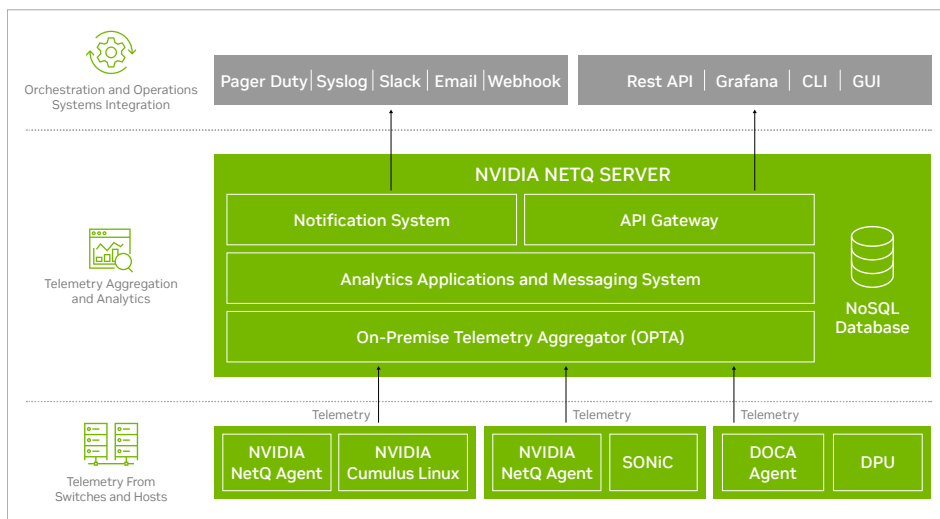 Orchestration and Operations
Systems Integration
Pager Duty | Syslog | Slack | Email | Webhook
Rest API | Grafana | CLI | GUI
Telemetry Aggregation
and Analytics
NVIDIA NETQ SERVER
Notification System
API Gateway
Analytics Applications and Messaging System
On-Premise Telemetry Aggregator (OPTA)
NoSQL
Database
Telemetry From
Switches and Hosts
Telemetry
Telemetry
Telemetry
NVIDIA
NetQ Agent
NVIDIA
Cumulus Linux
NVIDIA
NetQ Agent
SONiC
DOCA
Agent
DPU